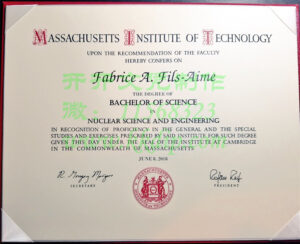 MASSACHUSETTS INSTITUTE OF TECHNOLOGY
UPON THE RECOMMENDATION OF THE FACULTY
HEREBY CONFERS ON
Fabrice A. Fils-Aime
THE DEGREE OF
BACHELOR OF SCIENCE
IN
NUCLEAR SCIENCE AND ENGINEERING
IN RECOGNITION OF PROFICIENCY IN THE GENERAL AND THE SPECIAL
STUDIES AND EXERCISES PRESCRIBED BY SAID INSTITUTE FOR SUCH DEGREE
GIVEN THIS DAY UNDER THE SEAL OF THE INSTITUTE AT CAMBRIDGE
IN THE COMMONWEALTH OF MASSACHUSETTS
SECRETARY
PRESIDENT